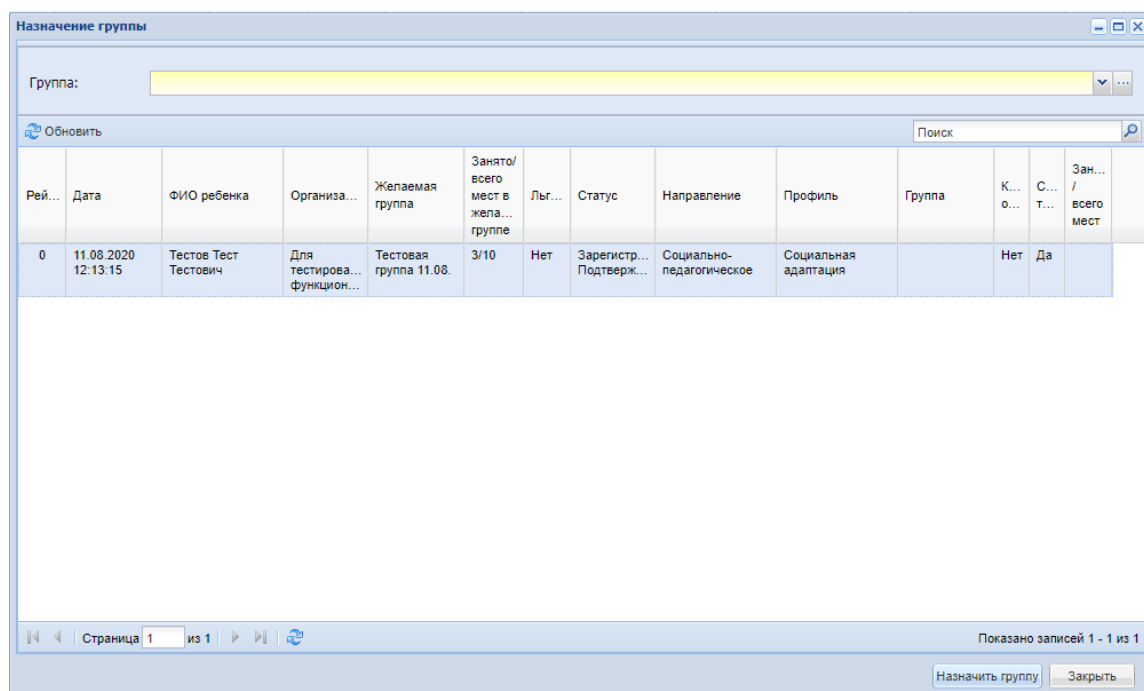 Назначение группы
Группа:
Обновить
Поиск
Рей... Дата ФИО ребенка Организа... Желаемая группа Занято/ всего мест в жела... группе Льг... Статус Направление Профиль Группа К... о... С... т... Зан... / всего мест
0 11.08.2020 12:13:15 Тестов Тест Тестович Для тестирова... функцион... Тестовая группа 11.08. 3/10 Нет Зарегистр... Подтверж... Социально-педагогическое Социальная адаптация Нет Да
Страница 1 из 1 Показано записей 1 - 1 из 1
Назначить группу Закрыть